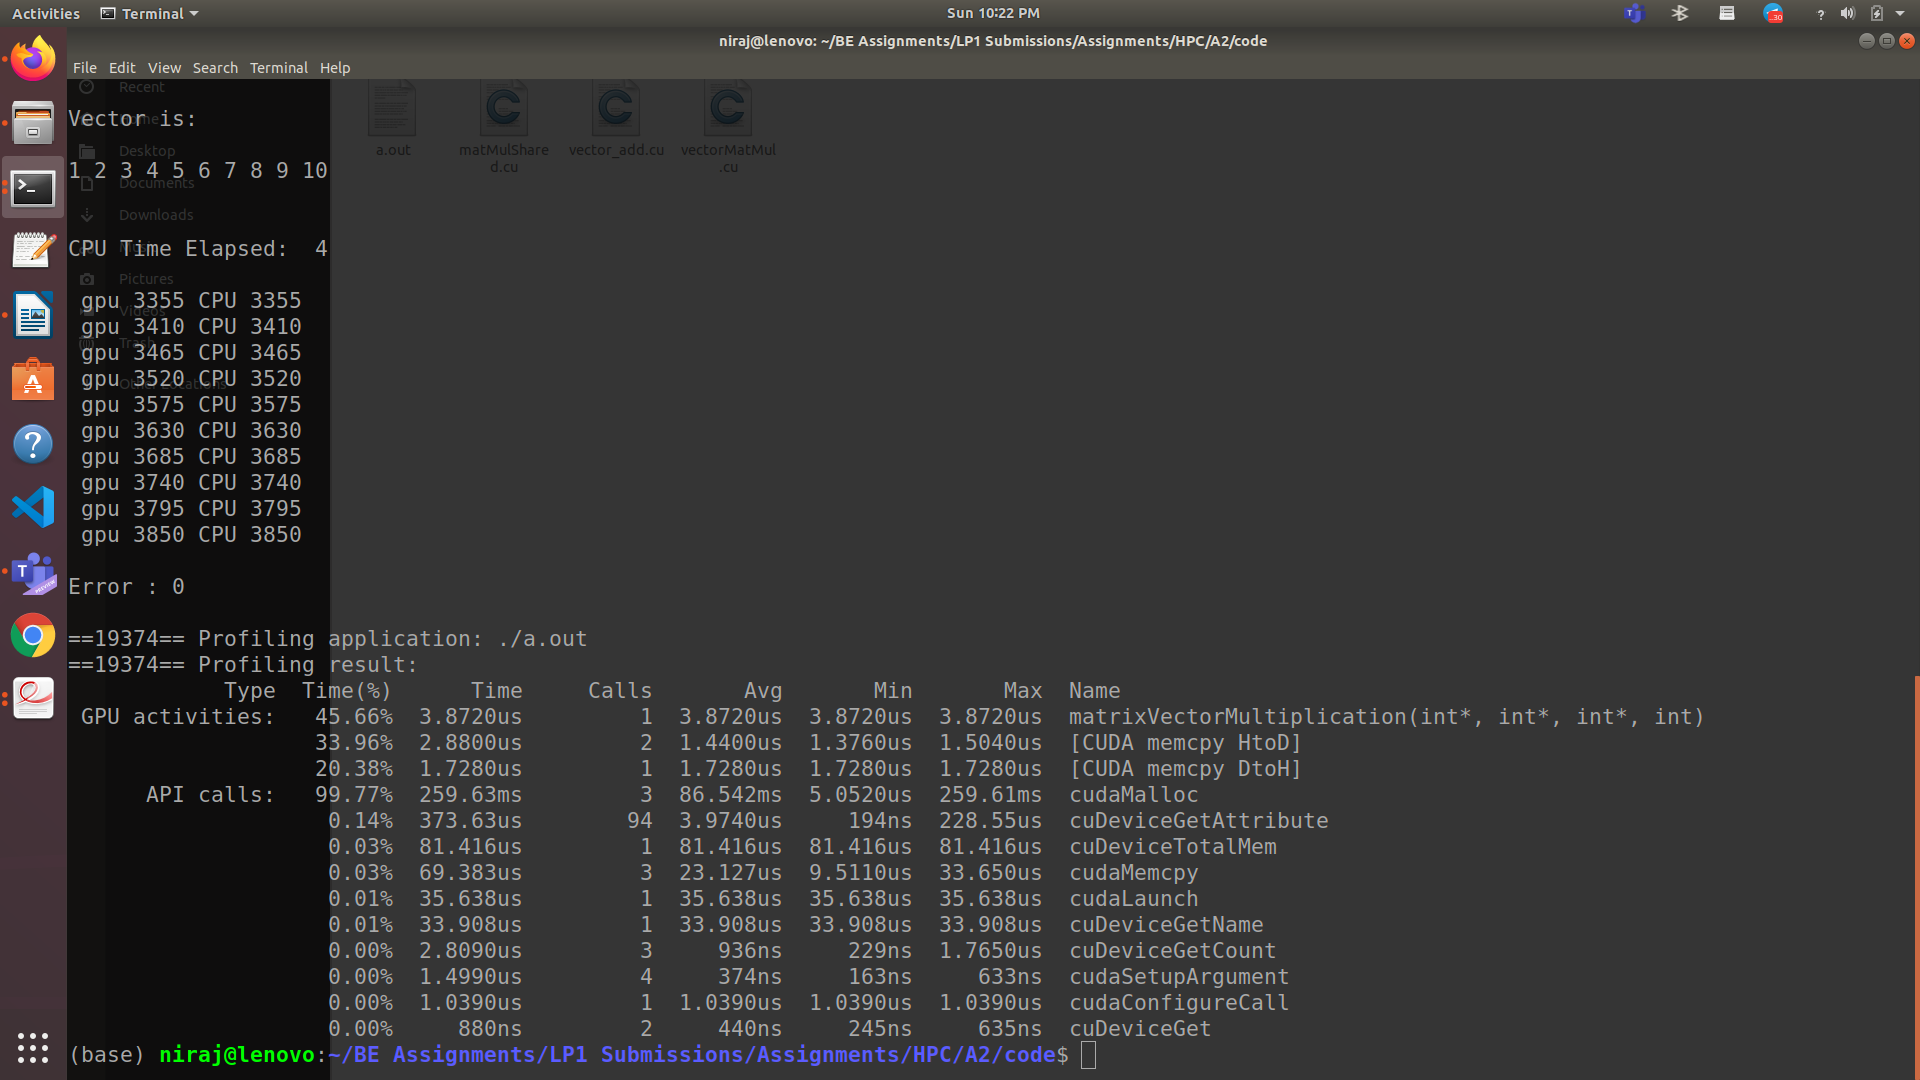 Activities Terminal Sun 10:22 PM
niraj@lenovo: ~/BE Assignments/LP1 Submissions/Assignments/HPC/A2/code
File Edit View Search Terminal Help
Recent
Vector is:
Desktop
a.out matMulShare vector_add.cu vectorMatMul
d.cu .cu
1 2 3 4 5 6 7 8 9 10
Documents
Downloads
CPU Time Elapsed:  4
Pictures
gpu 3355 CPU 3355
Videos
gpu 3410 CPU 3410
Trash
gpu 3465 CPU 3465
gpu 3520 CPU 3520
Other Locations
gpu 3575 CPU 3575
gpu 3630 CPU 3630
gpu 3685 CPU 3685
gpu 3740 CPU 3740
gpu 3795 CPU 3795
gpu 3850 CPU 3850
Error : 0
==19374== Profiling application: ./a.out
==19374== Profiling result:
Type Time(%) Time Calls Avg Min Max Name
GPU activities: 45.66% 3.8720us 1 3.8720us 3.8720us 3.8720us matrixVectorMultiplication(int*, int*, int*, int)
33.96% 2.8800us 2 1.4400us 1.3760us 1.5040us [CUDA memcpy HtoD]
20.38% 1.7280us 1 1.7280us 1.7280us 1.7280us [CUDA memcpy DtoH]
API calls: 99.77% 259.63ms 3 86.542ms 5.0520us 259.61ms cudaMalloc
0.14% 373.63us 94 3.9740us 194ns 228.55us cuDeviceGetAttribute
0.03% 81.416us 1 81.416us 81.416us 81.416us cuDeviceTotalMem
0.03% 69.383us 3 23.127us 9.5110us 33.650us cudaMemcpy
0.01% 35.638us 1 35.638us 35.638us 35.638us cudaLaunch
0.01% 33.908us 1 33.908us 33.908us 33.908us cuDeviceGetName
0.00% 2.8090us 3 936ns 229ns 1.7650us cuDeviceGetCount
0.00% 1.4990us 4 374ns 163ns 633ns cudaSetupArgument
0.00% 1.0390us 1 1.0390us 1.0390us 1.0390us cudaConfigureCall
0.00% 880ns 2 440ns 245ns 635ns cuDeviceGet
(base) niraj@lenovo:~/BE Assignments/LP1 Submissions/Assignments/HPC/A2/code$